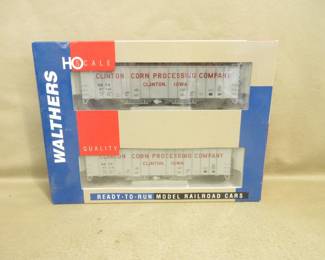 WALTHERS
HO SCALE
CLINTON CORN PROCESSING COMPANY
CLINTON, IOWA
QUALITY
CLINTON CORN PROCESSING COMPANY
CLINTON, IOWA
READY-TO-RUN MODEL RAILROAD CARS